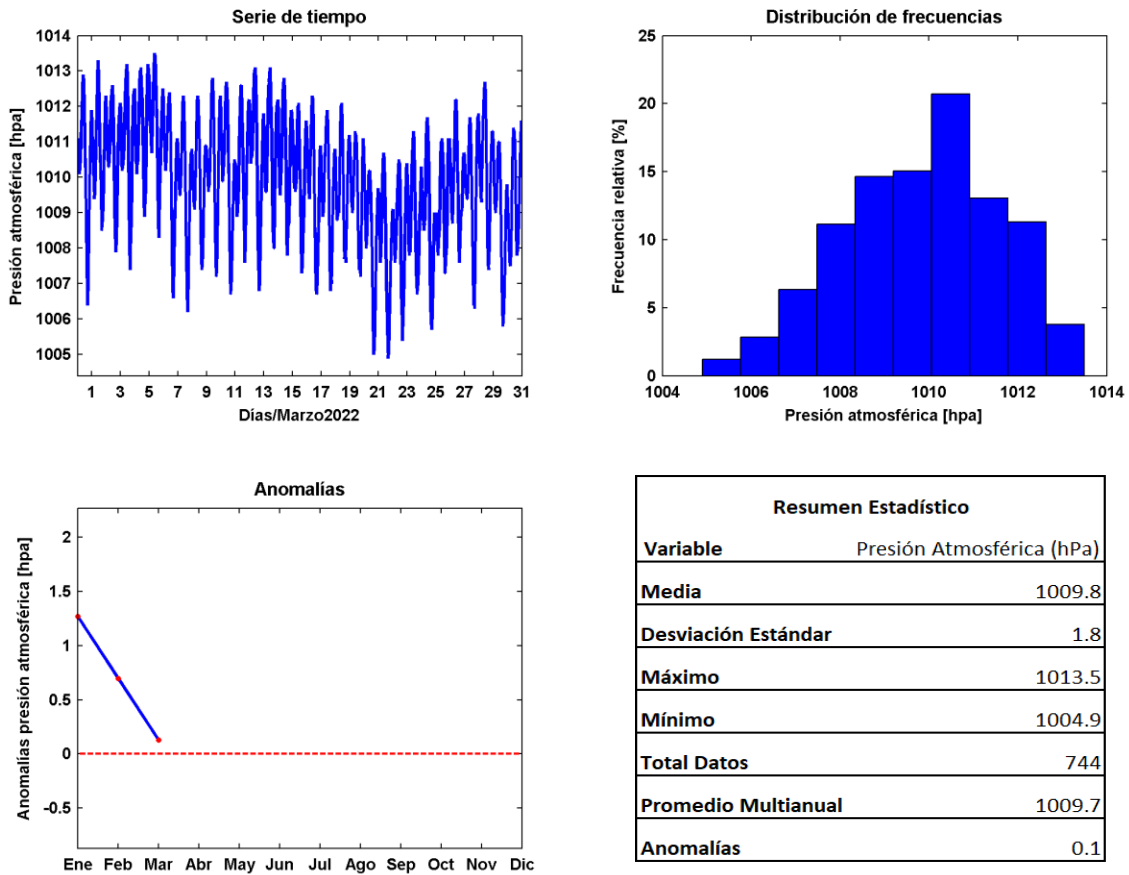 Serie de tiempo
1014
1013
1012
1011
1010
1009
1008
1007
1006
1005
Presión atmosférica [hpa]
1 3 5 7 9 11 13 15 17 19 21 23 25 27 29 31
Días/Marzo2022
Distribución de frecuencias
25
20
15
10
5
0
Frecuencia relativa [%]
1004 1006 1008 1010 1012 1014
Presión atmosférica [hpa]
Anomalías
2
1.5
1
0.5
0
-0.5
Anomalias presión atmosférica [hpa]
Ene Feb Mar Abr May Jun Jul Ago Sep Oct Nov Dic
Resumen Estadístico
Variable Presión Atmosférica (hPa)
Media 1009.8
Desviación Estándar 1.8
Máximo 1013.5
Mínimo 1004.9
Total Datos 744
Promedio Multianual 1009.7
Anomalías 0.1